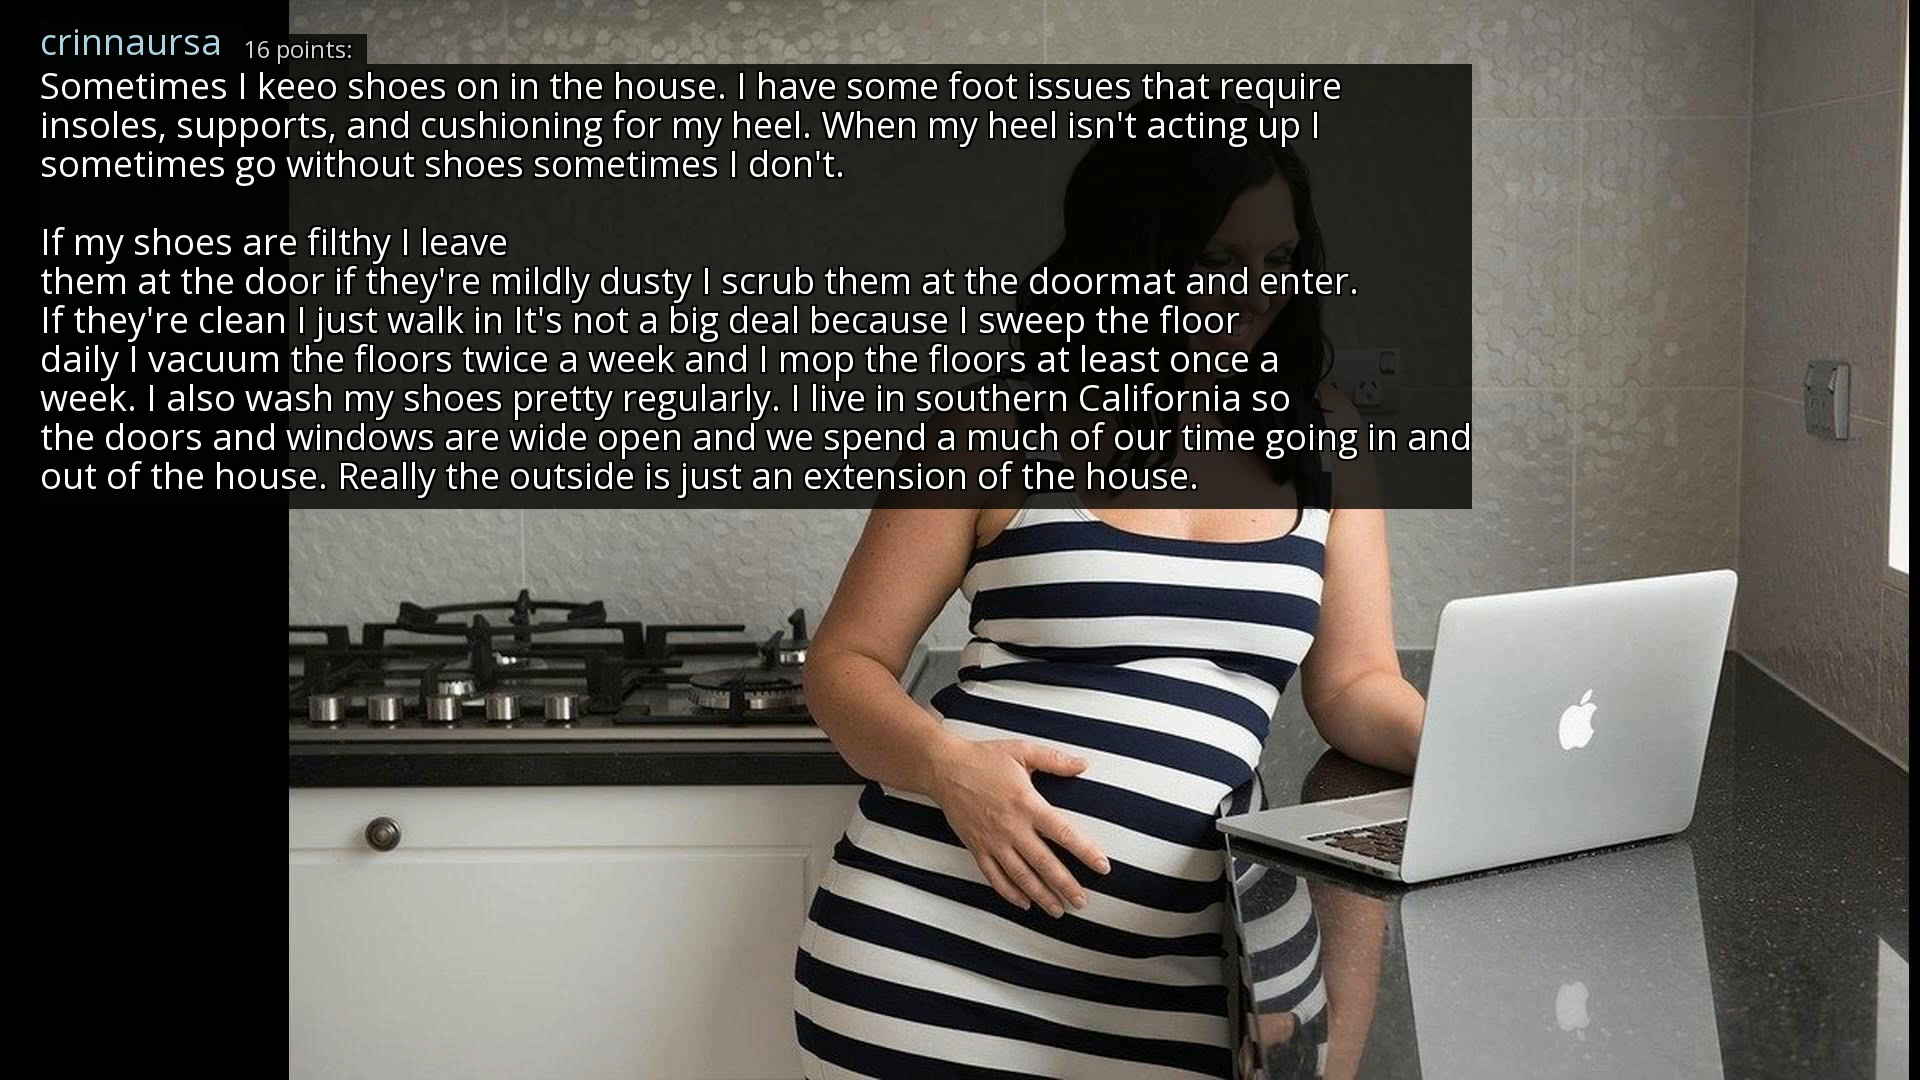 crinnaursa 16 points:
Sometimes I keeo shoes on in the house. I have some foot issues that require
insoles, supports, and cushioning for my heel. When my heel isn't acting up I
sometimes go without shoes sometimes I don't.
If my shoes are filthy I leave
them at the door if they're mildly dusty I scrub them at the doormat and enter.
If they're clean I just walk in It's not a big deal because I sweep the floor
daily I vacuum the floors twice a week and I mop the floors at least once a
week. I also wash my shoes pretty regularly. I live in southern California so
the doors and windows are wide open and we spend a much of our time going in and
out of the house. Really the outside is just an extension of the house.